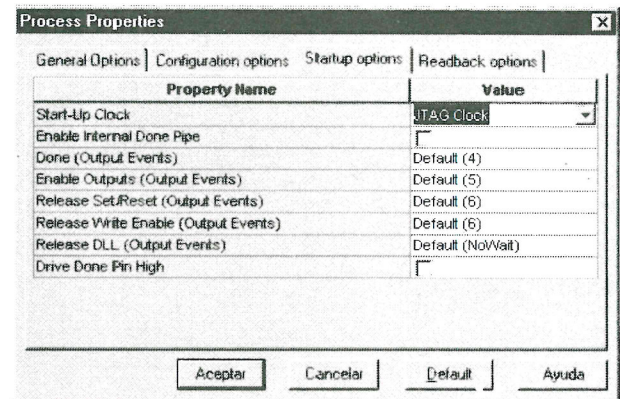 Process Properties
General Options Configuration options Startup options Readback options
Property Name Value
Start-Up Clock JTAG Clock
Enable Internal Done Pipe
Done (Output Events) Default (4)
Enable Outputs (Output Events) Default (5)
Release Set/Reset (Output Events) Default (6)
Release Write Enable (Output Events) Default (6)
Release DLL (Output Events) Default (NoWait)
Drive Done Pin High
Aceptar Cancelar Default Ayuda